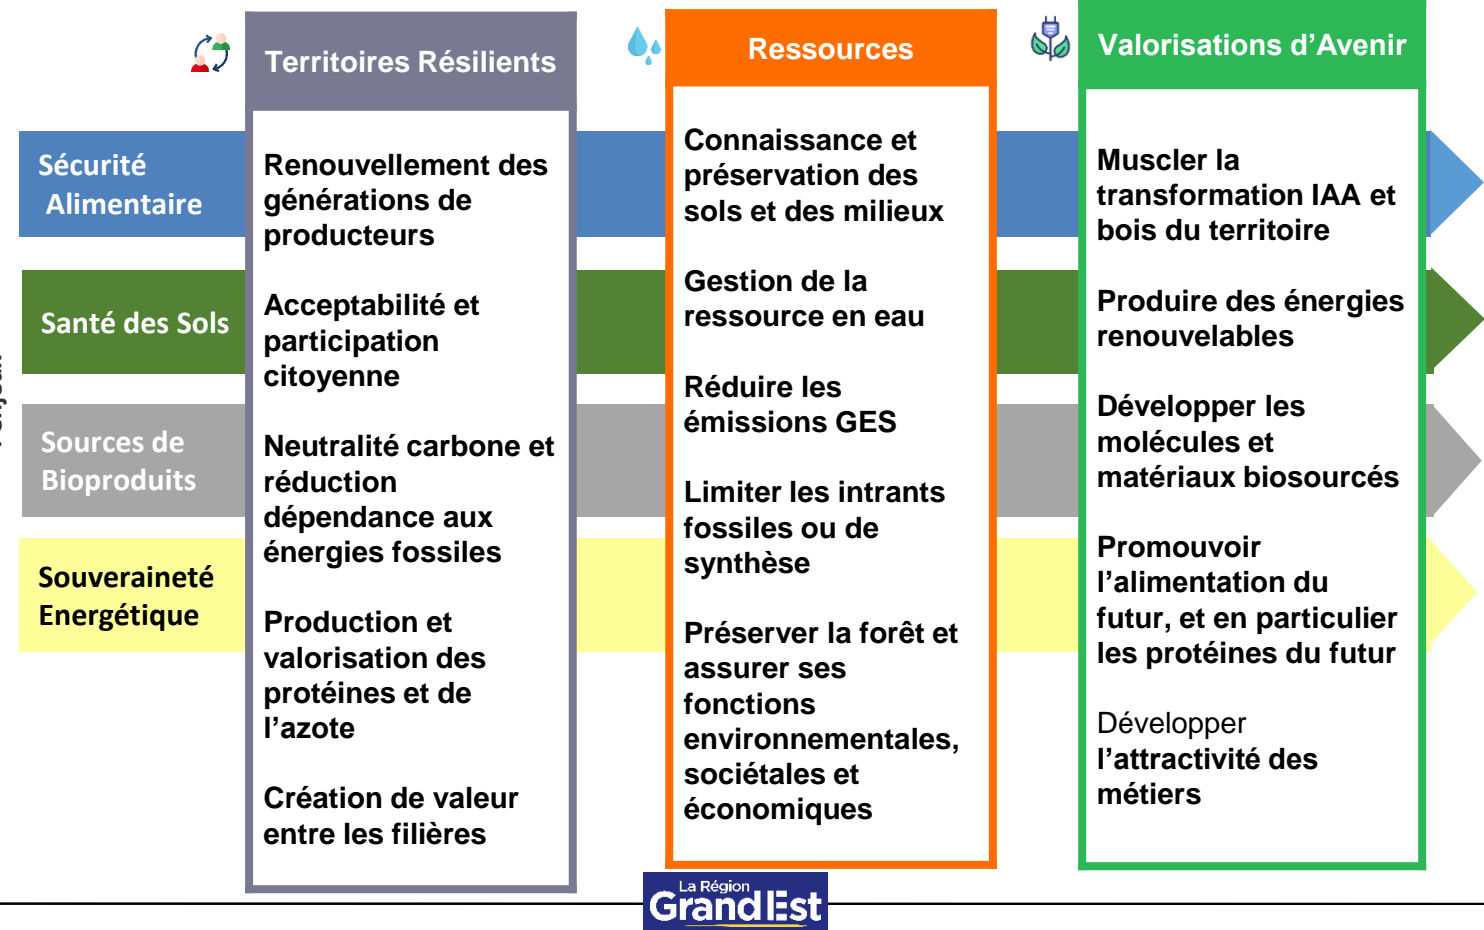 Territoires Résilients
Ressources
Valorisations d’Avenir
Sécurité
Alimentaire
Santé des Sols
Sources de
Bioproduits
Souveraineté
Energétique
Renouvellement des
générations de
producteurs
Acceptabilité et
participation
citoyenne
Neutralité carbone et
réduction
dépendance aux
énergies fossiles
Production et
valorisation des
protéines et de
l’azote
Création de valeur
entre les filières
Connaissance et
préservation des
sols et des milieux
Gestion de la
ressource en eau
Réduire les
émissions GES
Limiter les intrants
fossiles ou de
synthèse
Préserver la forêt et
assurer ses
fonctions
environnementales,
sociétales et
économiques
Muscler la
transformation IAA et
bois du territoire
Produire des énergies
renouvelables
Développer les
molécules et
matériaux biosourcés
Promouvoir
l’alimentation du
futur, et en particulier
les protéines du futur
Développer
l’attractivité des
métiers
La Région
Grand Est